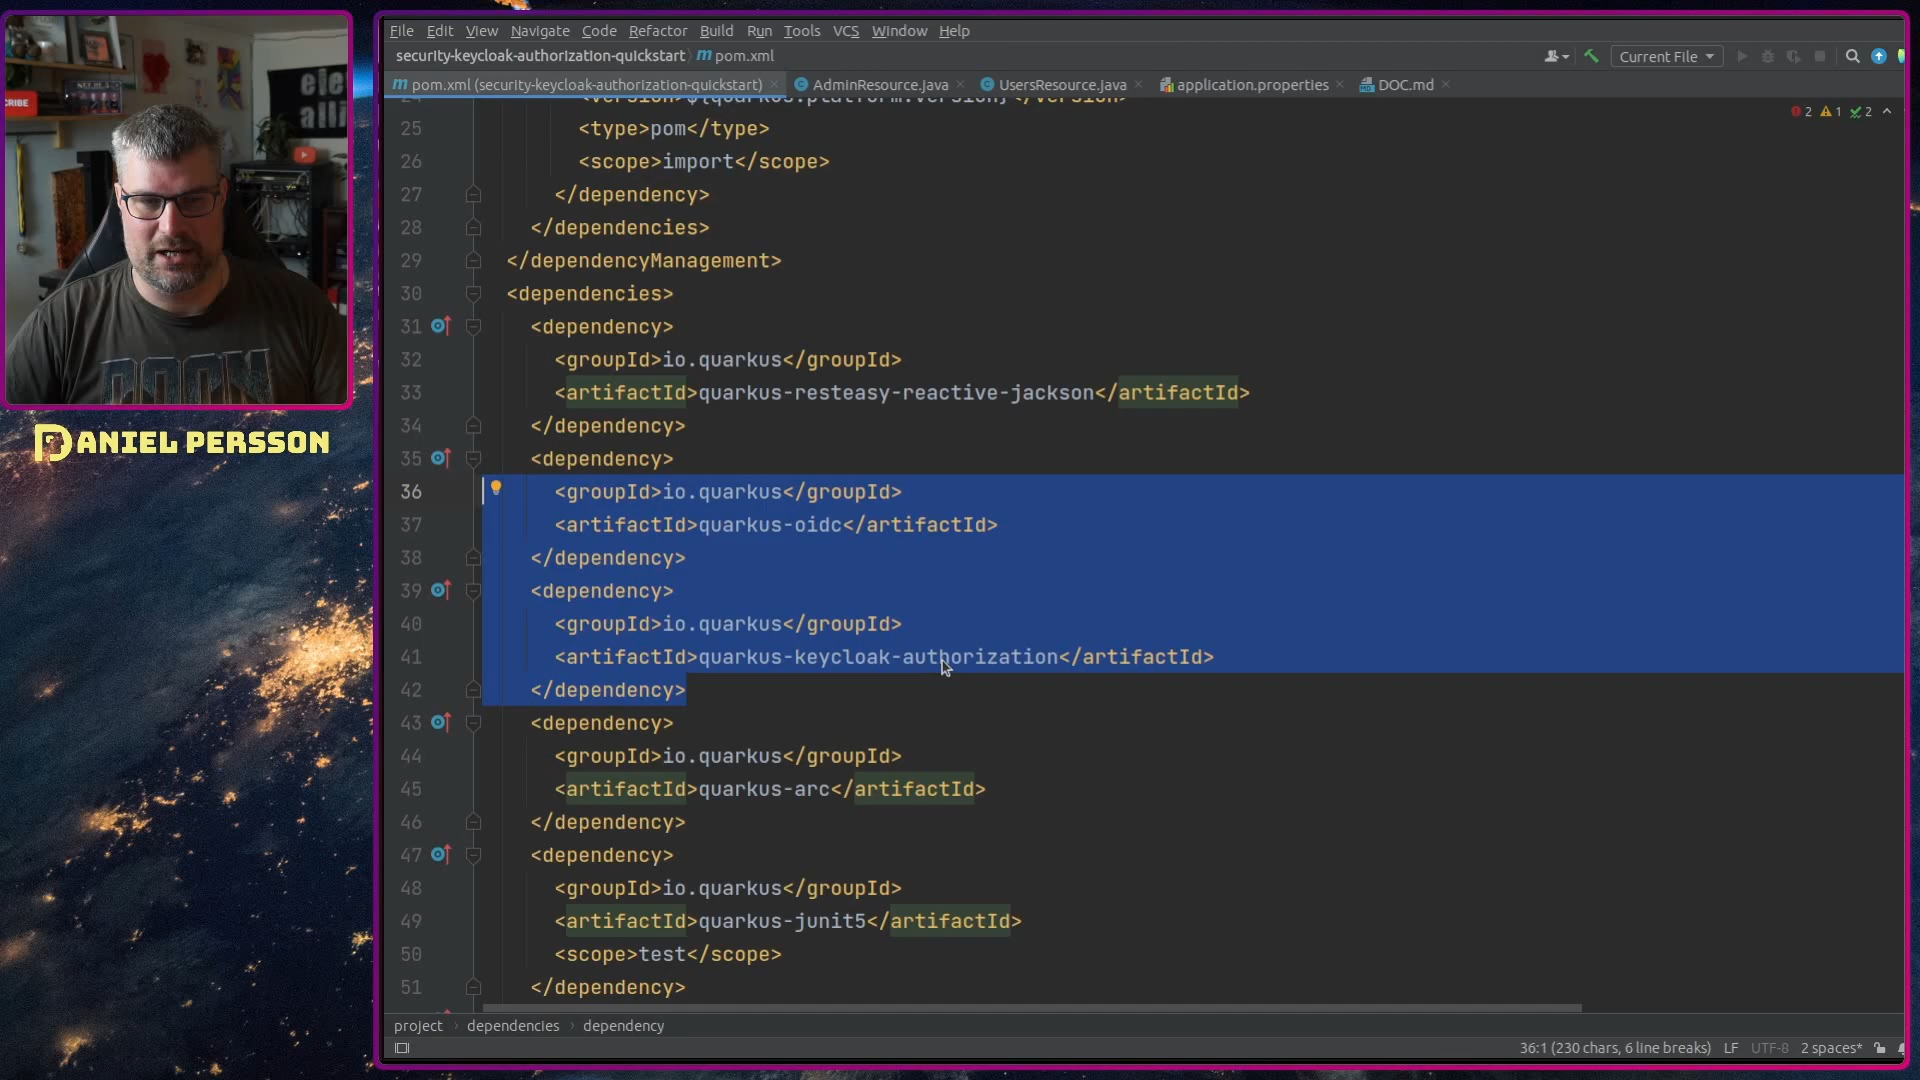 File Edit View Navigate Code Refactor Build Run Tools VCS Window Help
security-keycloak-authorization-quickstart pom.xml
Current File
pom.xml (security-keycloak-authorization-quickstart) AdminResource.java UsersResource.java application.properties DOC.md
2 1 2
25 <type>pom</type>
26 <scope>import</scope>
27 </dependency>
28 </dependencies>
29 </dependencyManagement>
30 <dependencies>
31 <dependency>
32 <groupId>io.quarkus</groupId>
33 <artifactId>quarkus-resteasy-reactive-jackson</artifactId>
34 </dependency>
35 <dependency>
36 <groupId>io.quarkus</groupId>
37 <artifactId>quarkus-oidc</artifactId>
38 </dependency>
39 <dependency>
40 <groupId>io.quarkus</groupId>
41 <artifactId>quarkus-keycloak-authorization</artifactId>
42 </dependency>
43 <dependency>
44 <groupId>io.quarkus</groupId>
45 <artifactId>quarkus-arc</artifactId>
46 </dependency>
47 <dependency>
48 <groupId>io.quarkus</groupId>
49 <artifactId>quarkus-junit5</artifactId>
50 <scope>test</scope>
51 </dependency>
project dependencies dependency
36:1 (230 chars, 6 line breaks) LF UTF-8 2 spaces*
DOOM
DANIEL PERSSON